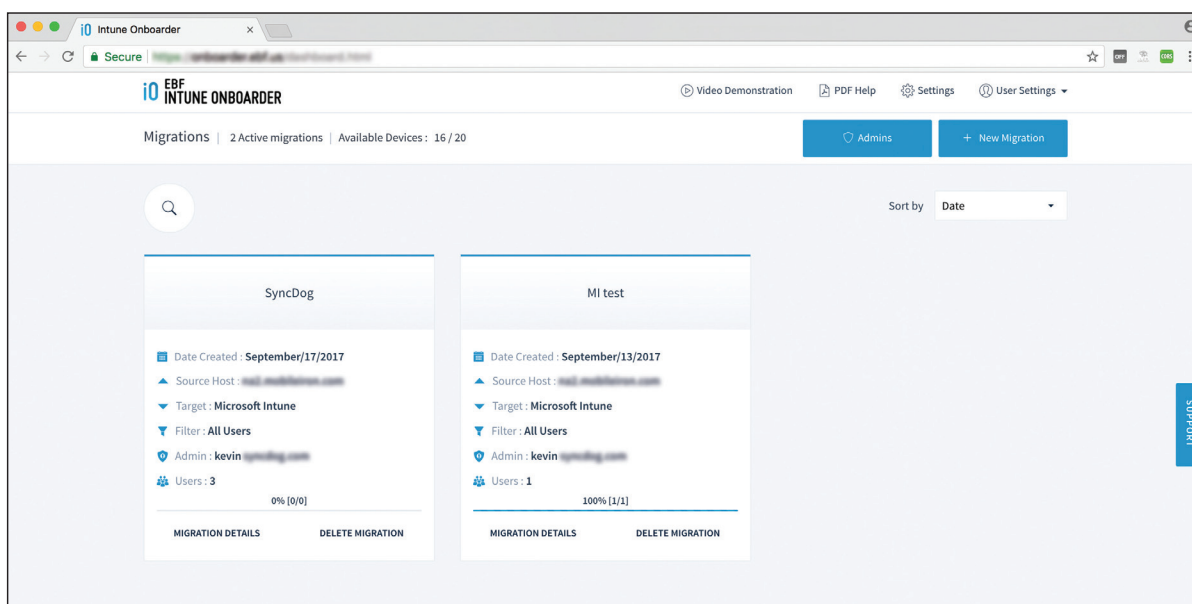 Intune Onboarder
Secure
OFF
CORS
iO EBF
INTUNE ONBOARDER
Video Demonstration
PDF Help
Settings
User Settings
Migrations | 2 Active migrations | Available Devices : 16 / 20
Admins
+ New Migration
Sort by Date
SyncDog
Date Created : September/17/2017
Source Host :
Target : Microsoft Intune
Filter : All Users
Admin : kevin
Users : 3
0% [0/0]
MIGRATION DETAILS DELETE MIGRATION
MI test
Date Created : September/13/2017
Source Host :
Target : Microsoft Intune
Filter : All Users
Admin : kevin
Users : 1
100% [1/1]
MIGRATION DETAILS DELETE MIGRATION
SUPPORT